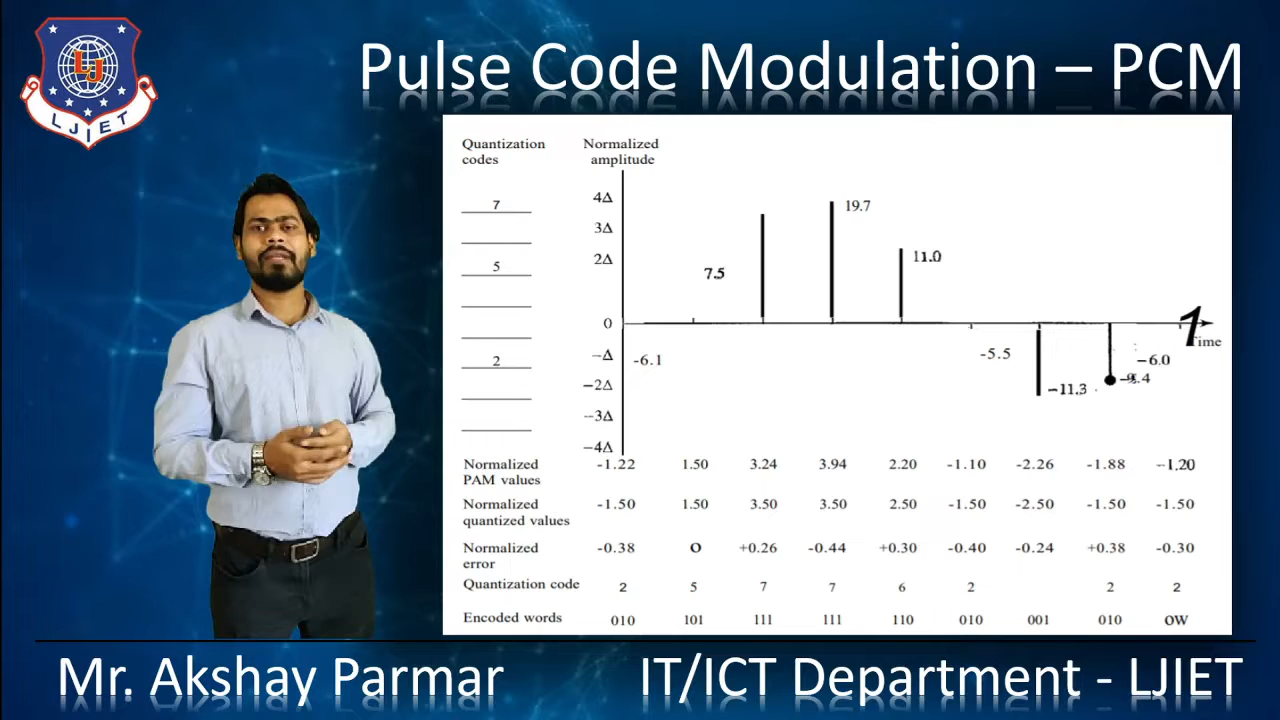 LJIET
Pulse Code Modulation – PCM
Quantization codes
Normalized amplitude
7
5
2
4Δ
3Δ
2Δ
0
−Δ
−2Δ
−3Δ
−4Δ
-6.1
7.5
19.7
11.0
-5.5
−11.3
−6.0
Time
Normalized PAM values -1.22 1.50 3.24 3.94 2.20 -1.10 -2.26 -1.88 -1.20
Normalized quantized values -1.50 1.50 3.50 3.50 2.50 -1.50 -2.50 -1.50 -1.50
Normalized error -0.38 O +0.26 -0.44 +0.30 -0.40 -0.24 +0.38 -0.30
Quantization code 2 5 7 7 6 2 2 2
Encoded words 010 101 111 111 110 010 001 010 OW
Mr. Akshay Parmar
IT/ICT Department - LJIET